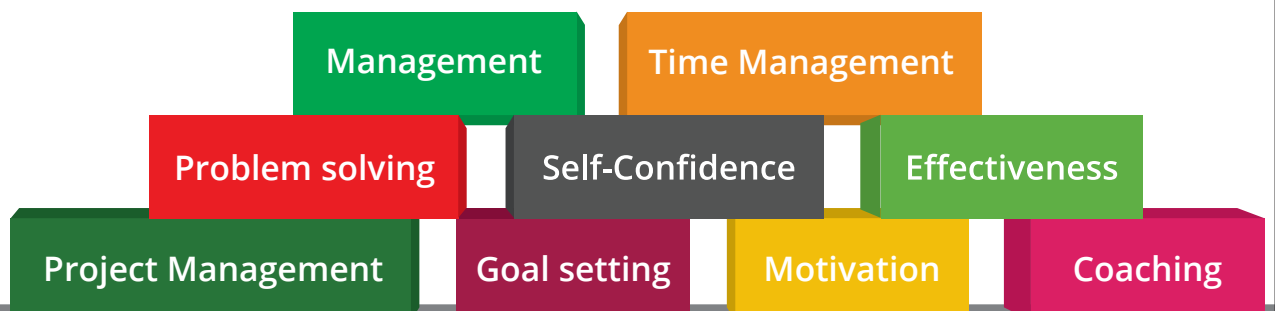 Management
Time Management
Problem solving
Self-Confidence
Effectiveness
Project Management
Goal setting
Motivation
Coaching